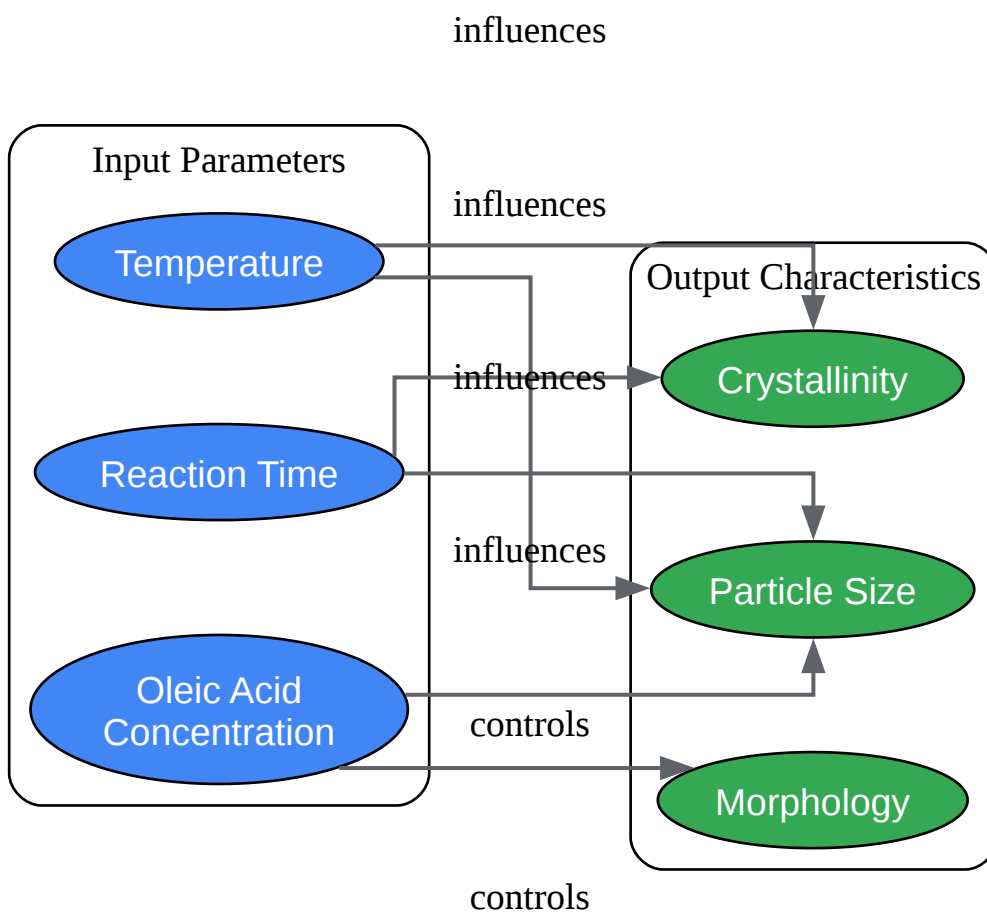 influences
Input Parameters
influences
Temperature
Output Characteristics
influences
Crystallinity
Reaction Time
influences
Particle Size
Oleic Acid
Concentration
controls
Morphology
controls